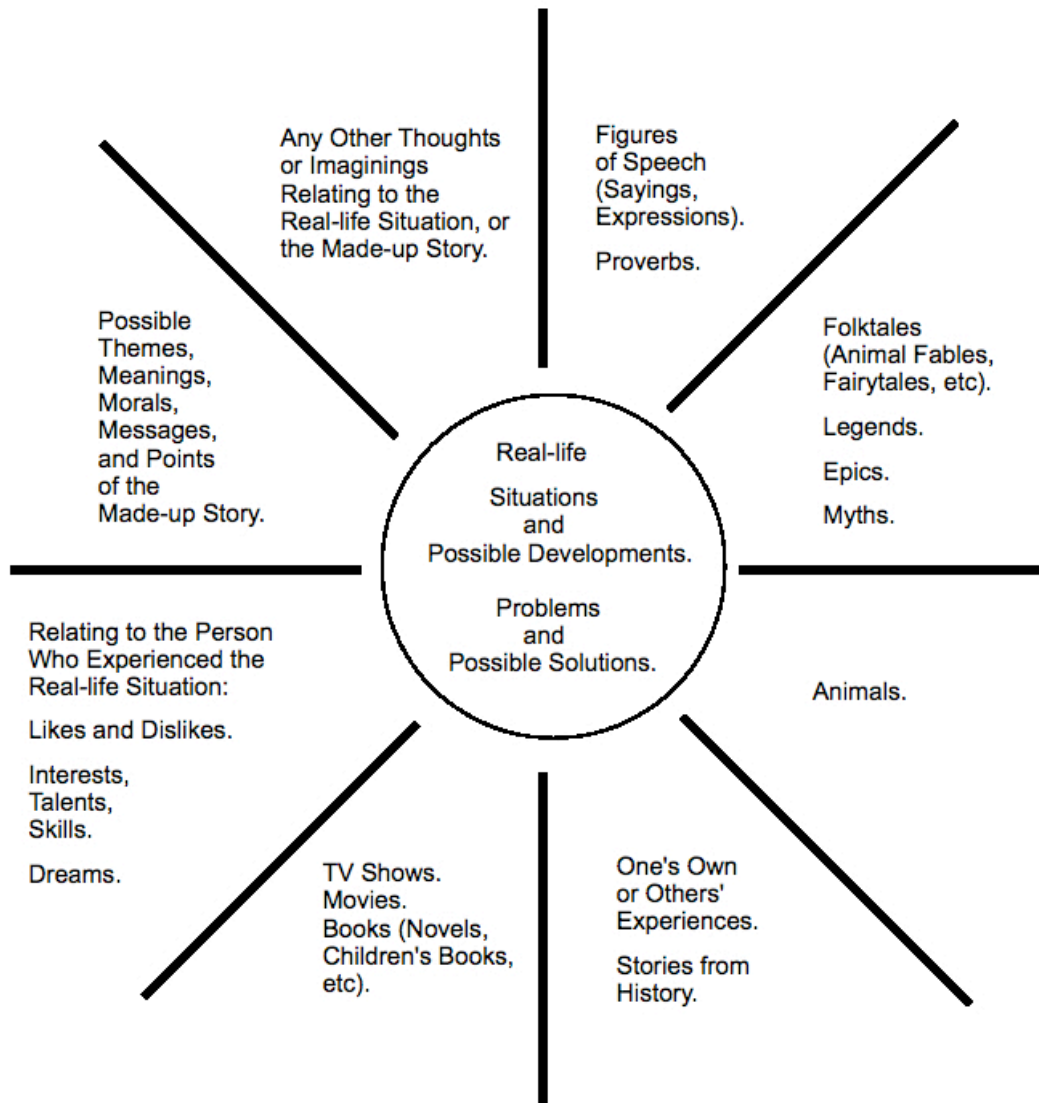 Any Other Thoughts
or Imaginings
Relating to the
Real-life Situation, or
the Made-up Story.
Figures
of Speech
(Sayings,
Expressions).
Proverbs.
Possible
Themes,
Meanings,
Morals,
Messages,
and Points
of the
Made-up Story.
Folktales
(Animal Fables,
Fairytales, etc).
Legends.
Epics.
Myths.
Real-life
Situations
and
Possible Developments.
Problems
and
Possible Solutions.
Relating to the Person
Who Experienced the
Real-life Situation:
Likes and Dislikes.
Interests,
Talents,
Skills.
Dreams.
Animals.
TV Shows.
Movies.
Books (Novels,
Children's Books,
etc).
One's Own
or Others'
Experiences.
Stories from
History.